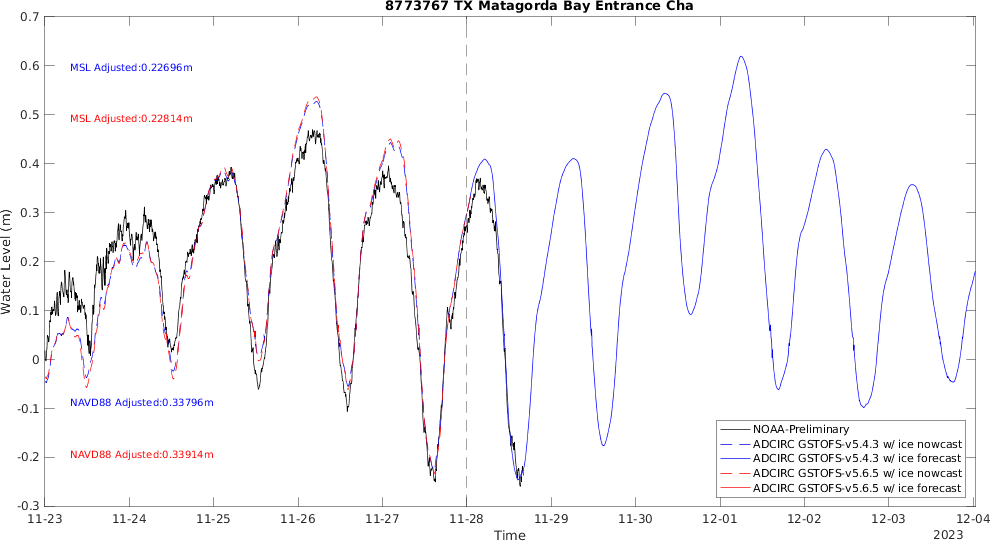 8773767 TX Matagorda Bay Entrance Cha
0.7
0.6
0.5
0.4
0.3
0.2
0.1
0
-0.1
-0.2
-0.3
Water Level (m)
MSL Adjusted:0.22696m
MSL Adjusted:0.22814m
NAVD88 Adjusted:0.33796m
NAVD88 Adjusted:0.33914m
NOAA-Preliminary
ADCIRC GSTOFS-v5.4.3 w/ ice nowcast
ADCIRC GSTOFS-v5.4.3 w/ ice forecast
ADCIRC GSTOFS-v5.6.5 w/ ice nowcast
ADCIRC GSTOFS-v5.6.5 w/ ice forecast
11-23 11-24 11-25 11-26 11-27 11-28 11-29 11-30 12-01 12-02 12-03 12-04
Time
2023